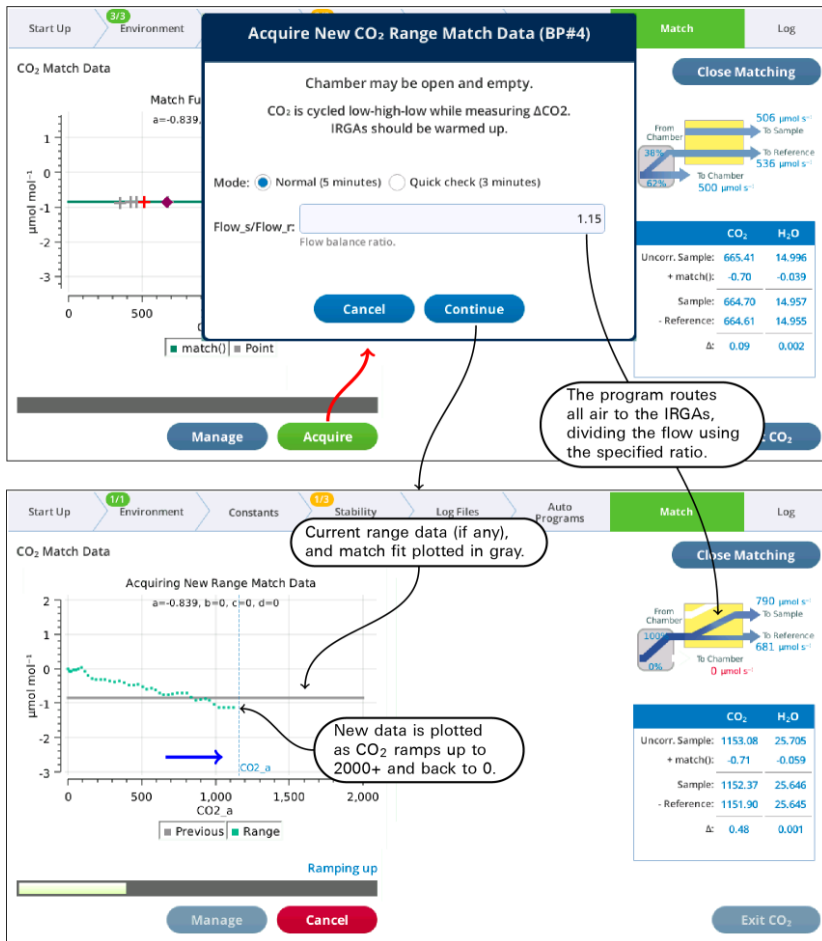 3/3
Start Up
Environment
Match
Log
Acquire New CO₂ Range Match Data (BP#4)
CO₂ Match Data
Close Matching
Chamber may be open and empty.
CO₂ is cycled low-high-low while measuring ΔCO2.
IRGAs should be warmed up.
Match Fu
a=-0.839,
Mode: Normal (5 minutes) Quick check (3 minutes)
Flow_s/Flow_r: 1.15
Flow balance ratio.
Cancel
Continue
μmol mol⁻¹
1
0
-1
-2
-3
0
500
match() Point
From
Chamber
506 μmol s⁻¹
To Sample
38%
To Reference
536 μmol s⁻¹
62%
To Chamber
500 μmol s⁻¹
CO₂ H₂O
Uncorr. Sample: 665.41 14.996
+ match(): -0.70 -0.039
Sample: 664.70 14.957
- Reference: 664.61 14.955
Δ: 0.09 0.002
Manage
Acquire
CO₂
The program routes
all air to the IRGAs,
dividing the flow using
the specified ratio.
1/1
1/3
Start Up
Environment
Constants
Stability
Log Files
Auto
Programs
Match
Log
CO₂ Match Data
Close Matching
Current range data (if any),
and match fit plotted in gray.
Acquiring New Range Match Data
a=-0.839, b=0, c=0, d=0
μmol mol⁻¹
2
1
0
-1
-2
-3
CO2_a
0
500
1,000
1,500
2,000
CO2_a
Previous Range
New data is plotted
as CO₂ ramps up to
2000+ and back to 0.
790 μmol s⁻¹
From
Chamber
To Sample
100%
To Reference
681 μmol s⁻¹
0%
To Chamber
0 μmol s⁻¹
CO₂ H₂O
Uncorr. Sample: 1153.08 25.705
+ match(): -0.71 -0.059
Sample: 1152.37 25.646
- Reference: 1151.90 25.645
Δ: 0.48 0.001
Ramping up
Manage
Cancel
Exit CO₂